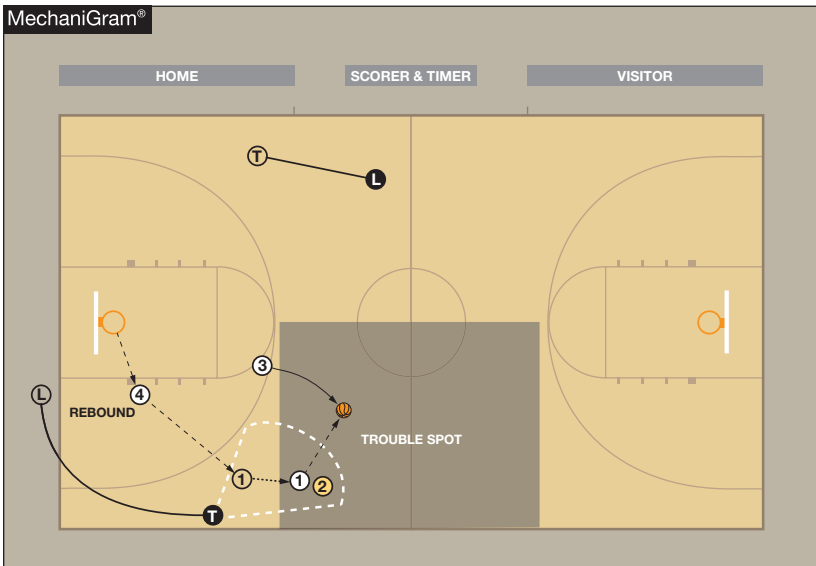 MechaniGram®
HOME
SCORER & TIMER
VISITOR
T
L
3
L
4
REBOUND
TROUBLE SPOT
1
1
2
T